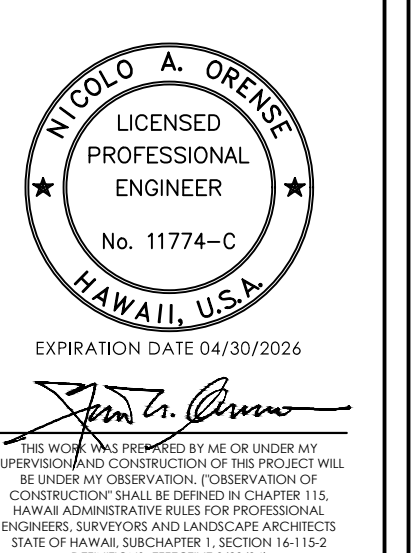 NICOLO A. ORENSE
LICENSED
PROFESSIONAL
ENGINEER
No. 11774-C
HAWAII, U.S.A.
EXPIRATION DATE 04/30/2026
THIS WORK WAS PREPARED BY ME OR UNDER MY
UPERVISION AND CONSTRUCTION OF THIS PROJECT WILL
BE UNDER MY OBSERVATION. ("OBSERVATION OF
CONSTRUCTION" SHALL BE DEFINED IN CHAPTER 115,
HAWAII ADMINISTRATIVE RULES FOR PROFESSIONAL
ENGINEERS, SURVEYORS AND LANDSCAPE ARCHITECTS
STATE OF HAWAII, SUBCHAPTER 1, SECTION 16-115-2